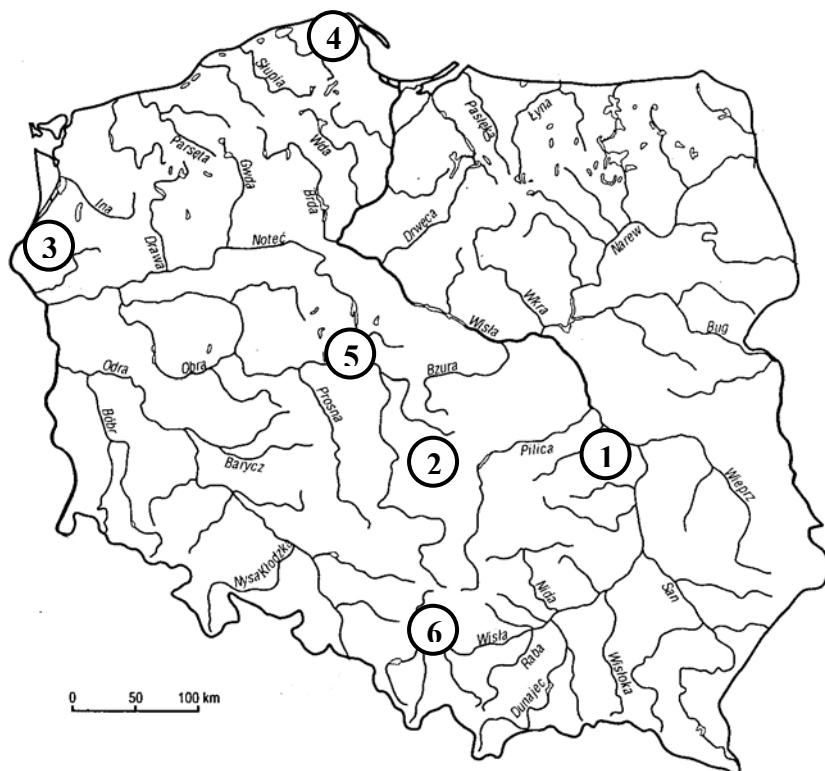 4
Słupia
Pasłęka
Łyna
Wda
Parsęta
Gwda
Ina
Brda
Drwęca
3
Drawa
Noteć
Narew
Wkra
Wisła
Bug
5
Odra
Obra
Bzura
Prosna
Bóbr
2
Pilica
1
Barycz
Wieprz
Nysa Kłodzka
Nida
San
6
Wisła
Raba
Wisłoka
Dunajec
0 50 100 km